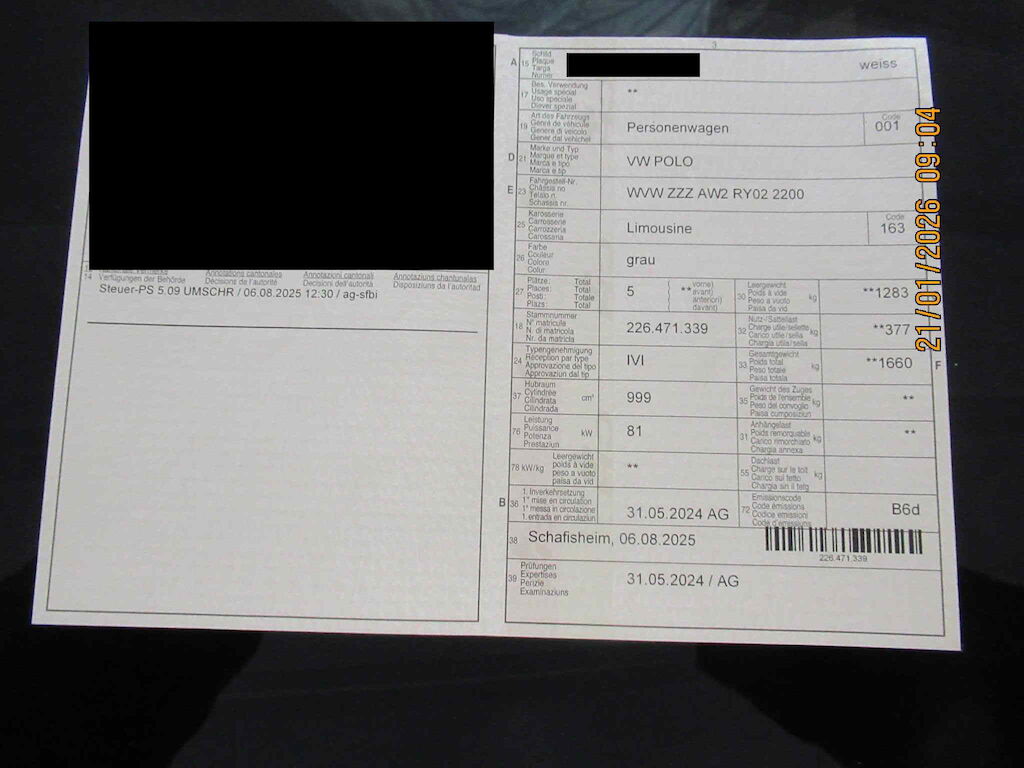 Verfügungen der Behörde
Annotations cantonales
Décisions de l'autorité
Annotazioni cantonali
Decisioni dell'autorità
Annotaziuns chantunalas
Disposiziuns da l'autoritad
14
Steuer-PS 5.09 UMSCHR / 06.08.2025 12:30 / ag-sfbi
3
A 15 Schild
Plaque
Targa
Numer
weiss
17 Bes. Verwendung
Usage spécial
Uso speciale
Diever spezial
**
19 Art des Fahrzeugs
Genre de véhicule
Genere di veicolo
Gener dal vehichel
Personenwagen
Code
001
D 21 Marke und Typ
Marque et type
Marca e tipo
Marca e tip
VW POLO
E 23 Fahrgestell-Nr.
Châssis no
Telaio n.
Schassis nr.
WVW ZZZ AW2 RY02 2200
25 Karosserie
Carrosserie
Carrozzeria
Carossaria
Limousine
Code
163
26 Farbe
Couleur
Colore
Colur
grau
27 Plätze: Total
Places: Total
Posti: Totale
Plazs: Total
5
** vorne)
avant)
anteriori)
davant)
30 Leergewicht
Poids à vide
Peso a vuoto
Paisa da vid
kg
**1283
18 Stammnummer
N° matricule
N. di matricola
Nr. da matricla
226.471.339
32 Nutz-/Sattellast
Charge utile/sellette
Carico utile/sella
Chargia utila/sella
kg
**377
24 Typengenehmigung
Réception par type
Approvazione del tipo
Approvaziun dal tip
IVI
33 Gesamtgewicht
Poids total
Peso totale
Paisa totala
kg
**1660
F
37 Hubraum
Cylindrée
Cilindrata
Cilindrada
cm³
999
35 Gewicht des Zuges
Poids de l'ensemble
Peso del convoglio
Paisa cumposiziun
kg
**
76 Leistung
Puissance
Potenza
Prestaziun
kW
81
31 Anhängelast
Poids remorquable
Carico rimorchiato
Chargia annexa
kg
**
78 kW/kg
Leergewicht
poids à vide
peso a vuoto
paisa da vid
**
55 Dachlast
Charge sur le toit
Carico sul tetto
Chargia sin il tetg
kg
B 36 1. Inverkehrsetzung
1re mise en circulation
1a messa in circolazione
1. entrada en circulaziun
31.05.2024 AG
72 Emissionscode
Code émissions
Codice emissioni
Code d'emissiuns
B6d
38 Schafisheim, 06.08.2025
226.471.339
39 Prüfungen
Expertises
Perizie
Examinaziuns
31.05.2024 / AG
21/01/2026 09:04